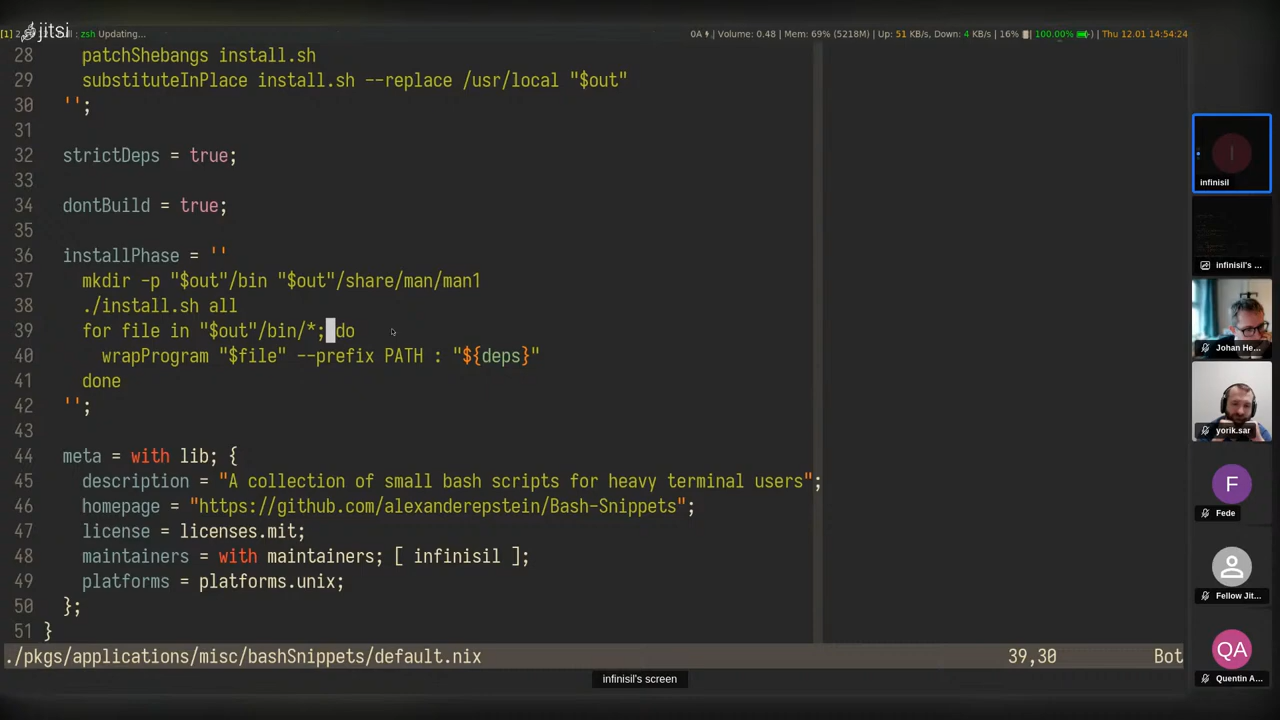 jitsi
[1] zsh Updating...
0A | Volume: 0.48 | Mem: 69% (5218M) | Up: 51 KB/s, Down: 4 KB/s | 16% | 100.00% | Thu 12.01 14:54:24
28 patchShebangs install.sh
29 substituteInPlace install.sh --replace /usr/local "$out"
30 '';
31
32 strictDeps = true;
33
34 dontBuild = true;
35
36 installPhase = ''
37 mkdir -p "$out"/bin "$out"/share/man/man1
38 ./install.sh all
39 for file in "$out"/bin/*; do
40 wrapProgram "$file" --prefix PATH : "${deps}"
41 done
42 '';
43
44 meta = with lib; {
45 description = "A collection of small bash scripts for heavy terminal users";
46 homepage = "https://github.com/alexanderepstein/Bash-Snippets";
47 license = licenses.mit;
48 maintainers = with maintainers; [ infinisil ];
49 platforms = platforms.unix;
50 };
51 }
./pkgs/applications/misc/bashSnippets/default.nix 39,30 Bot
infinisil's screen
I
infinisil
infinisil's ...
Johan He...
yorik.sar
F
Fede
Fellow Jit...
QA
Quentin A...